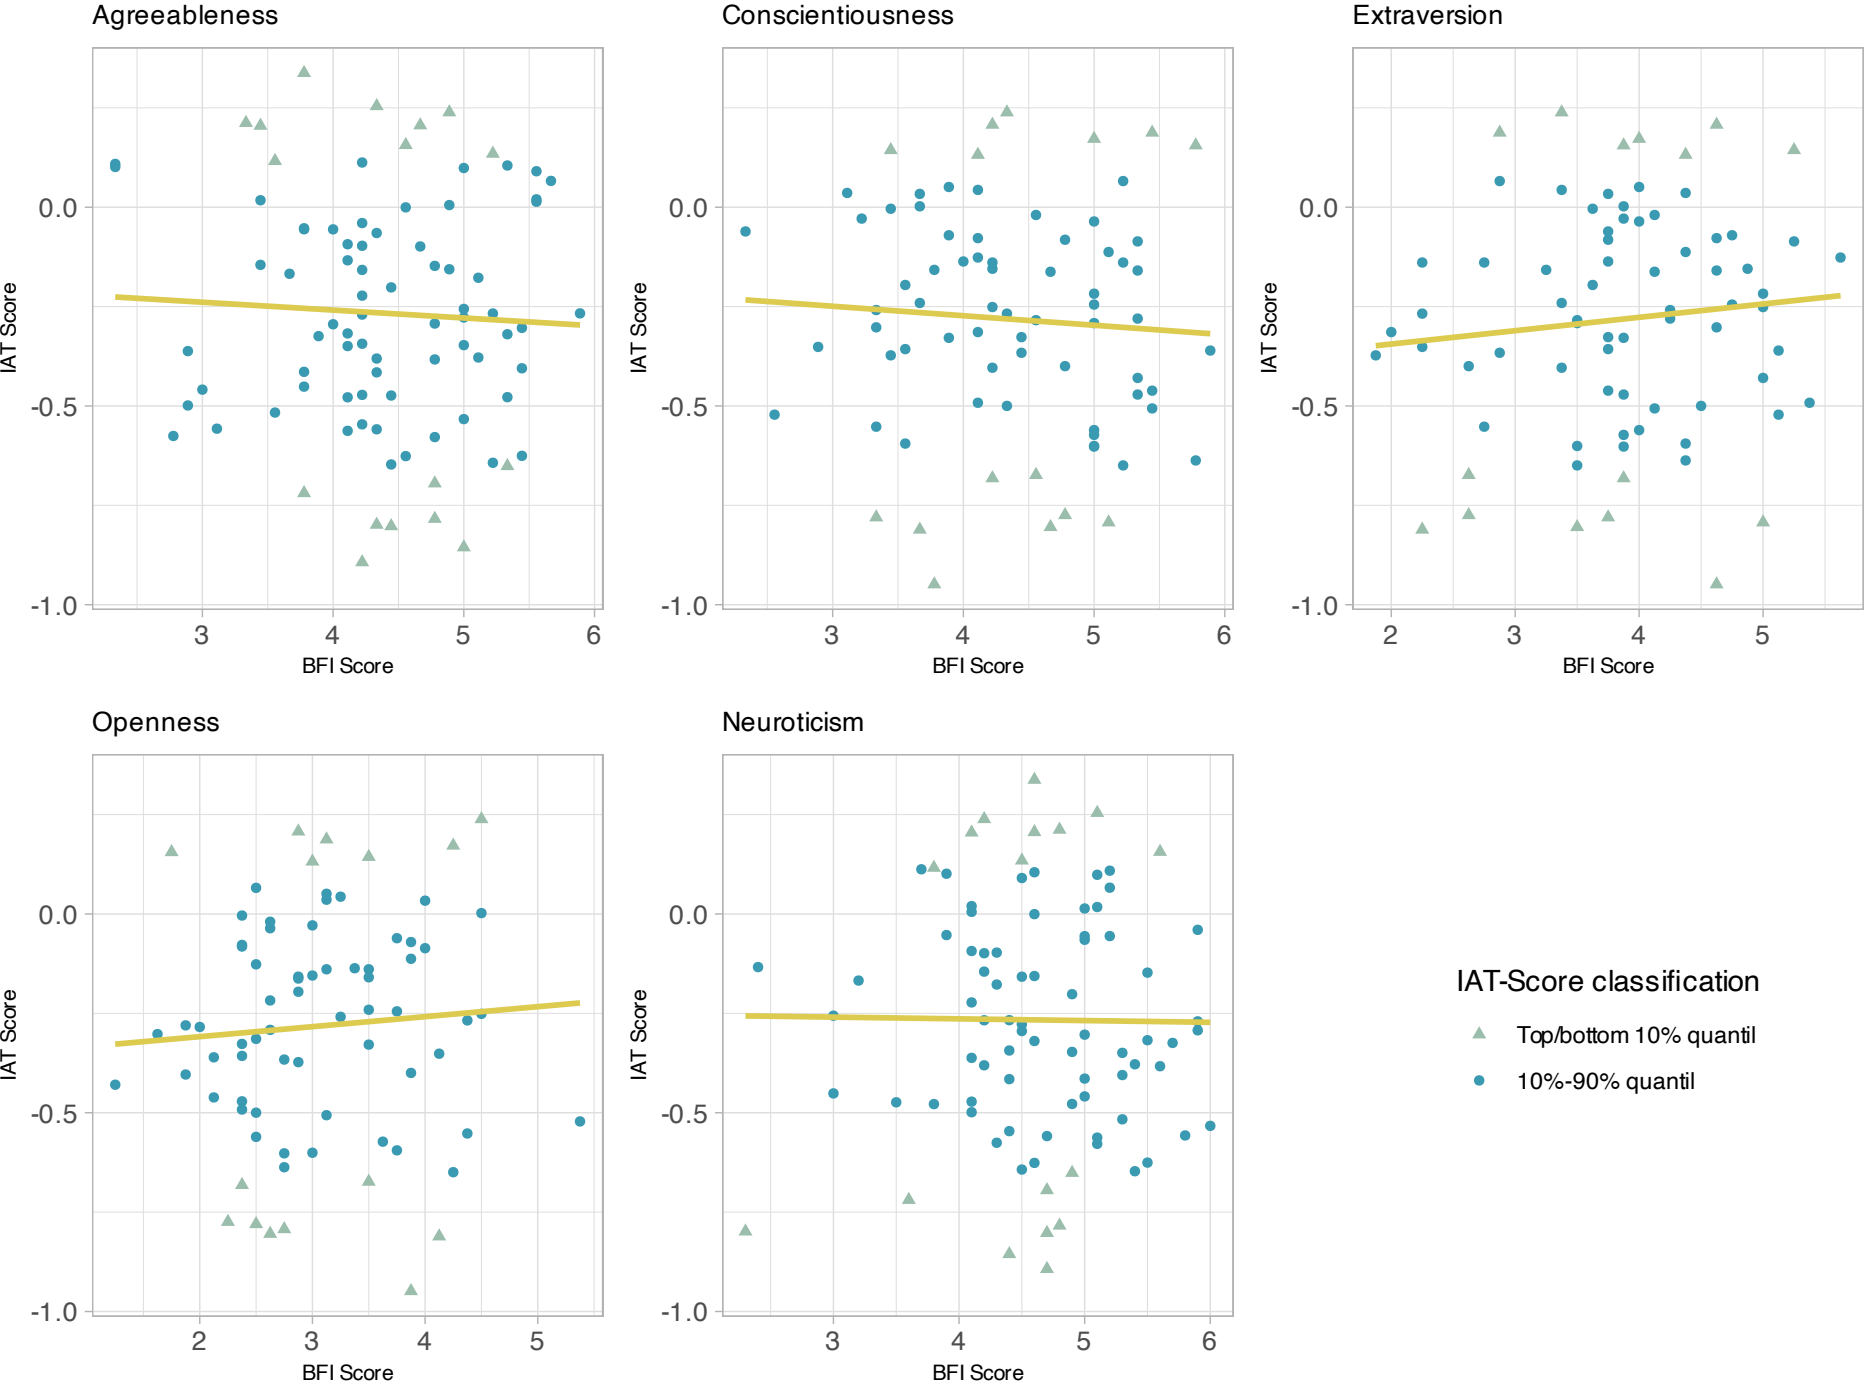 Agreeableness
0.0
-0.5
-1.0
IAT Score
3 4 5 6
BFI Score
Conscientiousness
0.0
-0.5
-1.0
IAT Score
3 4 5 6
BFI Score
Extraversion
0.0
-0.5
-1.0
IAT Score
2 3 4 5
BFI Score
Openness
0.0
-0.5
-1.0
IAT Score
2 3 4 5
BFI Score
Neuroticism
0.0
-0.5
-1.0
IAT Score
3 4 5 6
BFI Score
IAT-Score classification
Top/bottom 10% quantil
10%-90% quantil